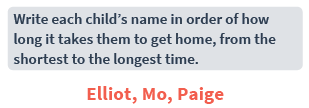 Write each child’s name in order of how
long it takes them to get home, from the
shortest to the longest time.
Elliot, Mo, Paige